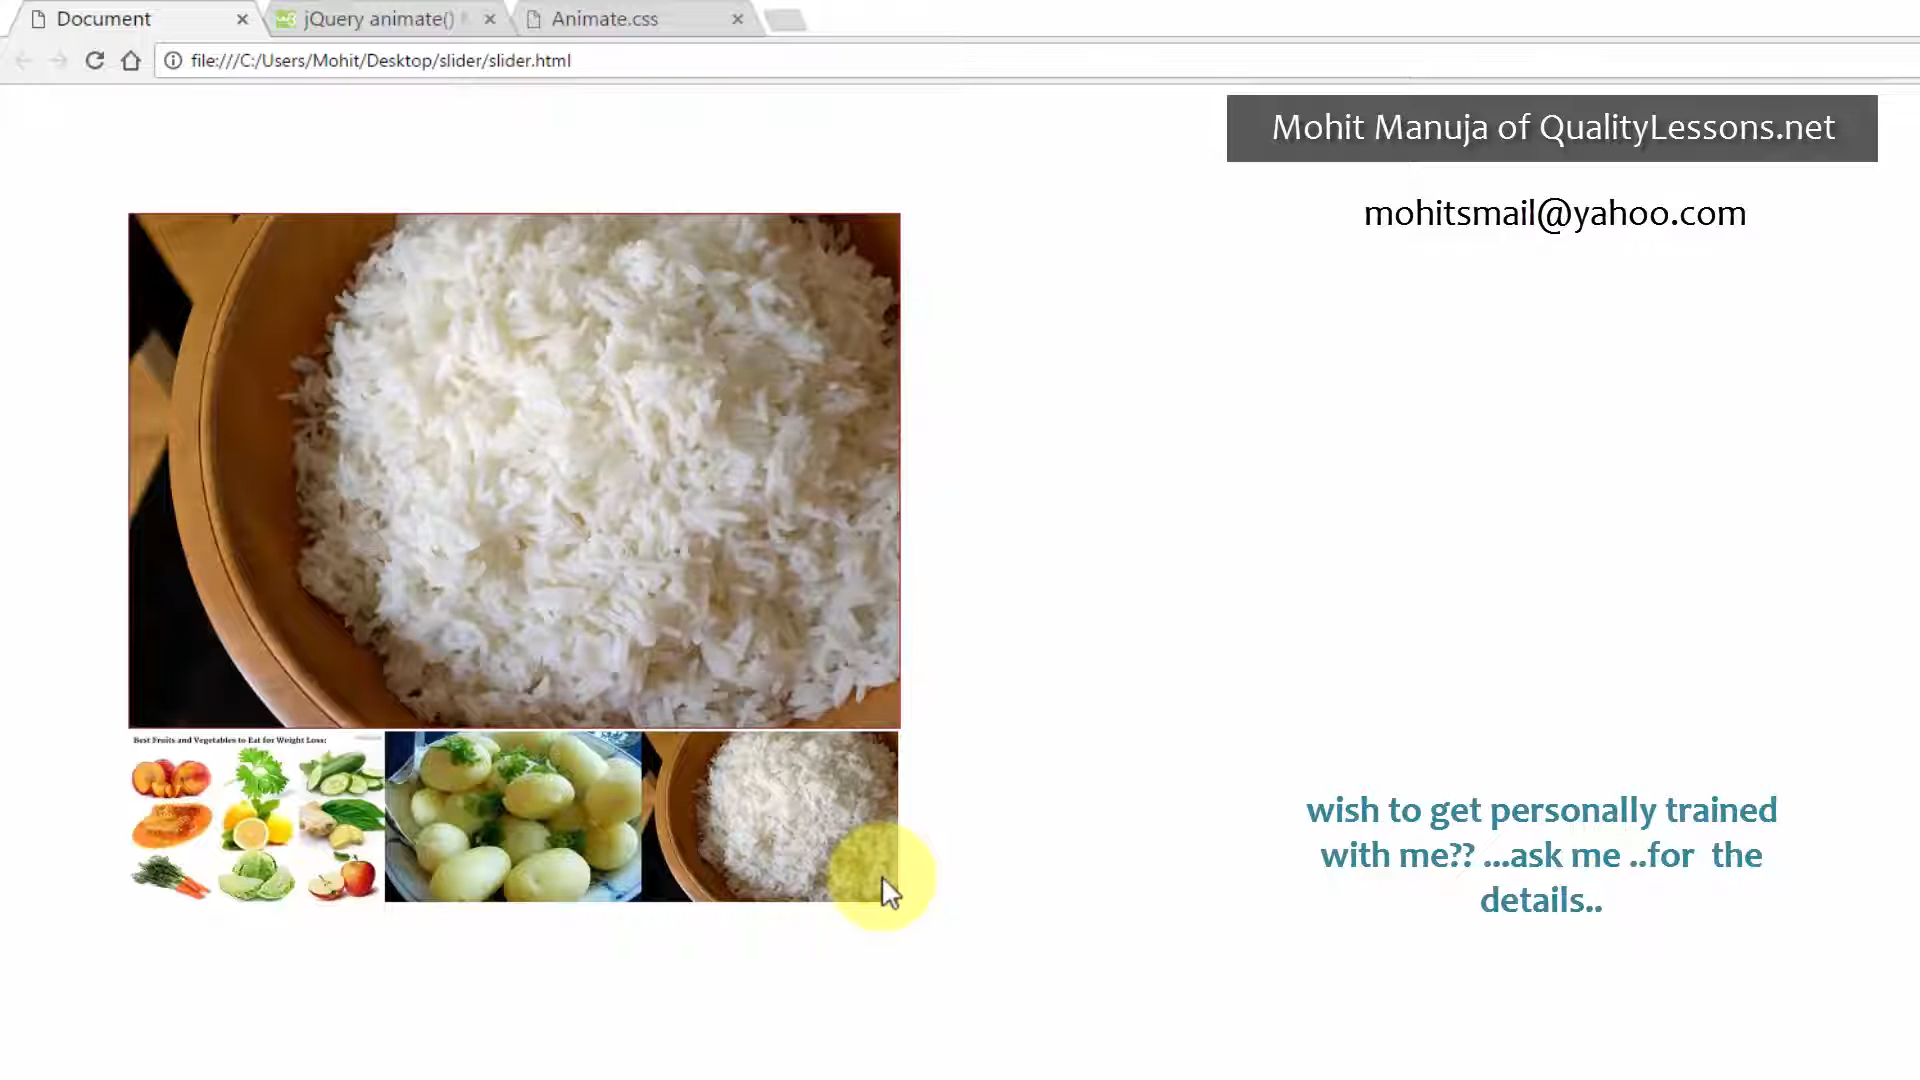 Document
jQuery animate()
Animate.css
file:///C:/Users/Mohit/Desktop/slider/slider.html
Mohit Manuja of QualityLessons.net
mohitsmail@yahoo.com
Best Fruits and Vegetables to Eat for Weight Loss:
wish to get personally trained
with me?? ...ask me ..for the
details..